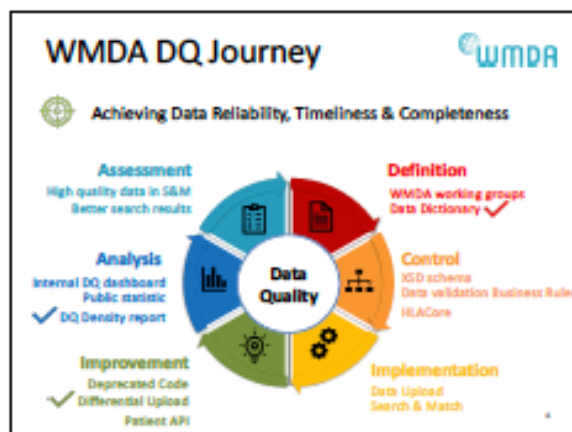 WMDA DQ Journey
WMDA
Achieving Data Reliability, Timeliness & Completeness
Assessment
High quality data in S&M
Better search results
Definition
WMDA working groups
Data Dictionary
Analysis
Internal DQ dashboard
Public statistic
DQ Density report
Data
Quality
Control
XSD schema
Data validation Business Rule
HLACore
Improvement
Deprecated Code
Differential Upload
Patient API
Implementation
Data Upload
Search & Match